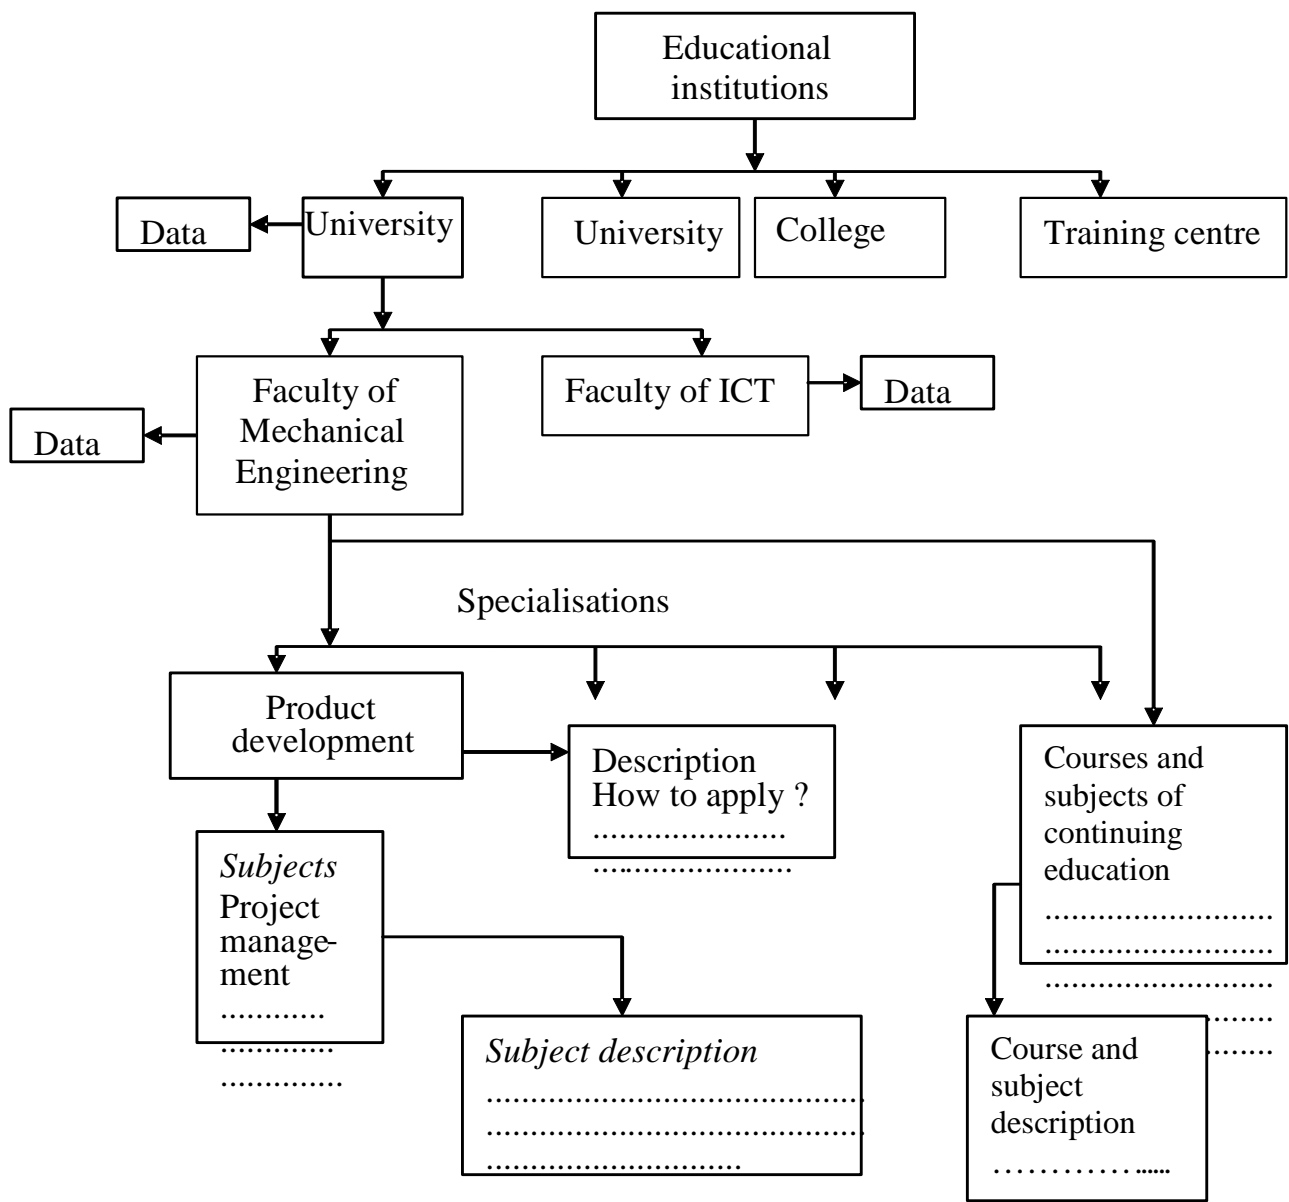 Educational
institutions
Data
University
University
College
Training centre
Faculty of
Mechanical
Engineering
Faculty of ICT
Data
Data
Specialisations
Product
development
Description
How to apply ?
......................
......................
Courses and
subjects of
continuing
education
..........................
..........................
..........................
..........................
..........................
Subjects
Project
manage-
ment
............
.............
..............
Subject description
...........................................
...........................................
.............................
Course and
subject
description
………………......